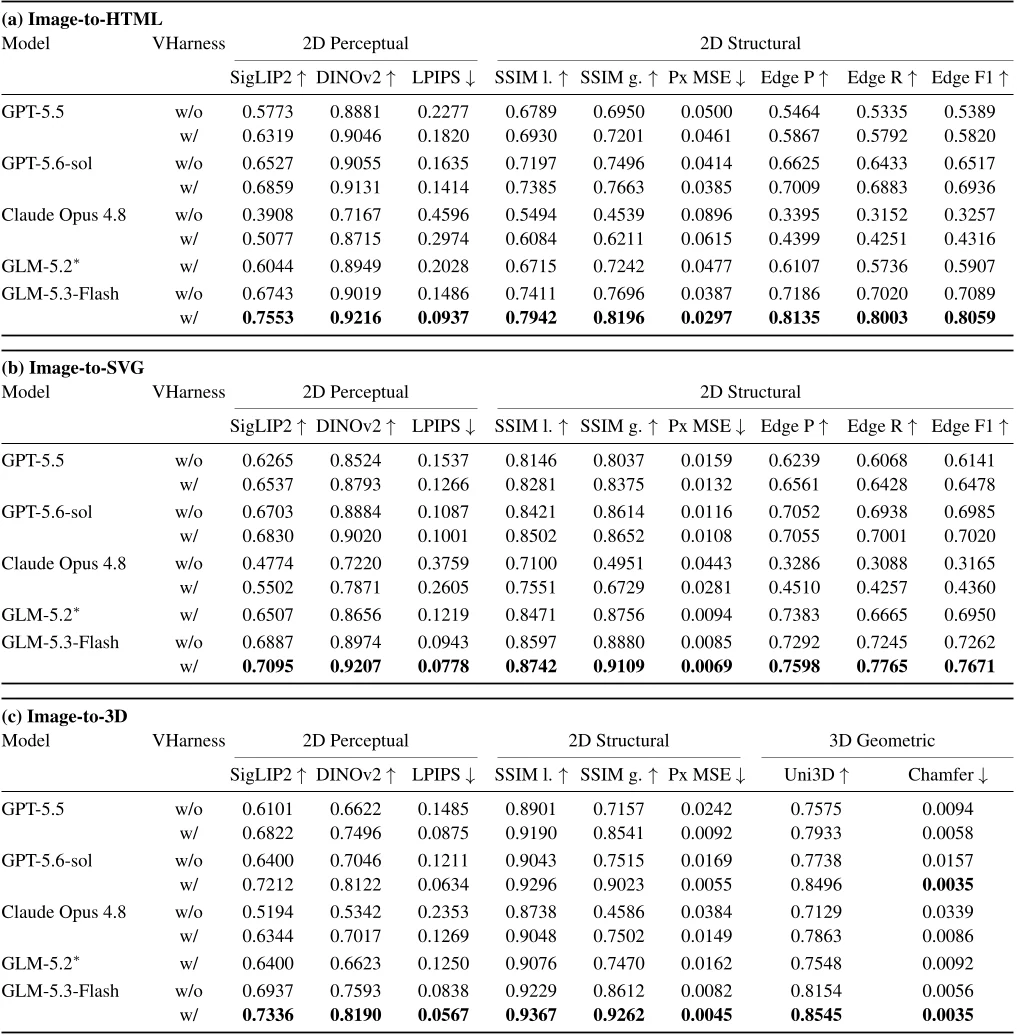 (a) Image-to-HTML
Model VHarness 2D Perceptual 2D Structural
SigLIP2 ↑ DINOv2 ↑ LPIPS ↓ SSIM l. ↑ SSIM g. ↑ Px MSE ↓ Edge P ↑ Edge R ↑ Edge F1 ↑
GPT-5.5 w/o 0.5773 0.8881 0.2277 0.6789 0.6950 0.0500 0.5464 0.5335 0.5389
w/ 0.6319 0.9046 0.1820 0.6930 0.7201 0.0461 0.5867 0.5792 0.5820
GPT-5.6-sol w/o 0.6527 0.9055 0.1635 0.7197 0.7496 0.0414 0.6625 0.6433 0.6517
w/ 0.6859 0.9131 0.1414 0.7385 0.7663 0.0385 0.7009 0.6883 0.6936
Claude Opus 4.8 w/o 0.3908 0.7167 0.4596 0.5494 0.4539 0.0896 0.3395 0.3152 0.3257
w/ 0.5077 0.8715 0.2974 0.6084 0.6211 0.0615 0.4399 0.4251 0.4316
GLM-5.2* w/ 0.6044 0.8949 0.2028 0.6715 0.7242 0.0477 0.6107 0.5736 0.5907
GLM-5.3-Flash w/o 0.6743 0.9019 0.1486 0.7411 0.7696 0.0387 0.7186 0.7020 0.7089
w/ 0.7553 0.9216 0.0937 0.7942 0.8196 0.0297 0.8135 0.8003 0.8059
(b) Image-to-SVG
Model VHarness 2D Perceptual 2D Structural
SigLIP2 ↑ DINOv2 ↑ LPIPS ↓ SSIM l. ↑ SSIM g. ↑ Px MSE ↓ Edge P ↑ Edge R ↑ Edge F1 ↑
GPT-5.5 w/o 0.6265 0.8524 0.1537 0.8146 0.8037 0.0159 0.6239 0.6068 0.6141
w/ 0.6537 0.8793 0.1266 0.8281 0.8375 0.0132 0.6561 0.6428 0.6478
GPT-5.6-sol w/o 0.6703 0.8884 0.1087 0.8421 0.8614 0.0116 0.7052 0.6938 0.6985
w/ 0.6830 0.9020 0.1001 0.8502 0.8652 0.0108 0.7055 0.7001 0.7020
Claude Opus 4.8 w/o 0.4774 0.7220 0.3759 0.7100 0.4951 0.0443 0.3286 0.3088 0.3165
w/ 0.5502 0.7871 0.2605 0.7551 0.6729 0.0281 0.4510 0.4257 0.4360
GLM-5.2* w/ 0.6507 0.8656 0.1219 0.8471 0.8756 0.0094 0.7383 0.6665 0.6950
GLM-5.3-Flash w/o 0.6887 0.8974 0.0943 0.8597 0.8880 0.0085 0.7292 0.7245 0.7262
w/ 0.7095 0.9207 0.0778 0.8742 0.9109 0.0069 0.7598 0.7765 0.7671
(c) Image-to-3D
Model VHarness 2D Perceptual 2D Structural 3D Geometric
SigLIP2 ↑ DINOv2 ↑ LPIPS ↓ SSIM l. ↑ SSIM g. ↑ Px MSE ↓ Uni3D ↑ Chamfer ↓
GPT-5.5 w/o 0.6101 0.6622 0.1485 0.8901 0.7157 0.0242 0.7575 0.0094
w/ 0.6822 0.7496 0.0875 0.9190 0.8541 0.0092 0.7933 0.0058
GPT-5.6-sol w/o 0.6400 0.7046 0.1211 0.9043 0.7515 0.0169 0.7738 0.0157
w/ 0.7212 0.8122 0.0634 0.9296 0.9023 0.0055 0.8496 0.0035
Claude Opus 4.8 w/o 0.5194 0.5342 0.2353 0.8738 0.4586 0.0384 0.7129 0.0339
w/ 0.6344 0.7017 0.1269 0.9048 0.7502 0.0149 0.7863 0.0086
GLM-5.2* w/ 0.6400 0.6623 0.1250 0.9076 0.7470 0.0162 0.7548 0.0092
GLM-5.3-Flash w/o 0.6937 0.7593 0.0838 0.9229 0.8612 0.0082 0.8154 0.0056
w/ 0.7336 0.8190 0.0567 0.9367 0.9262 0.0045 0.8545 0.0035